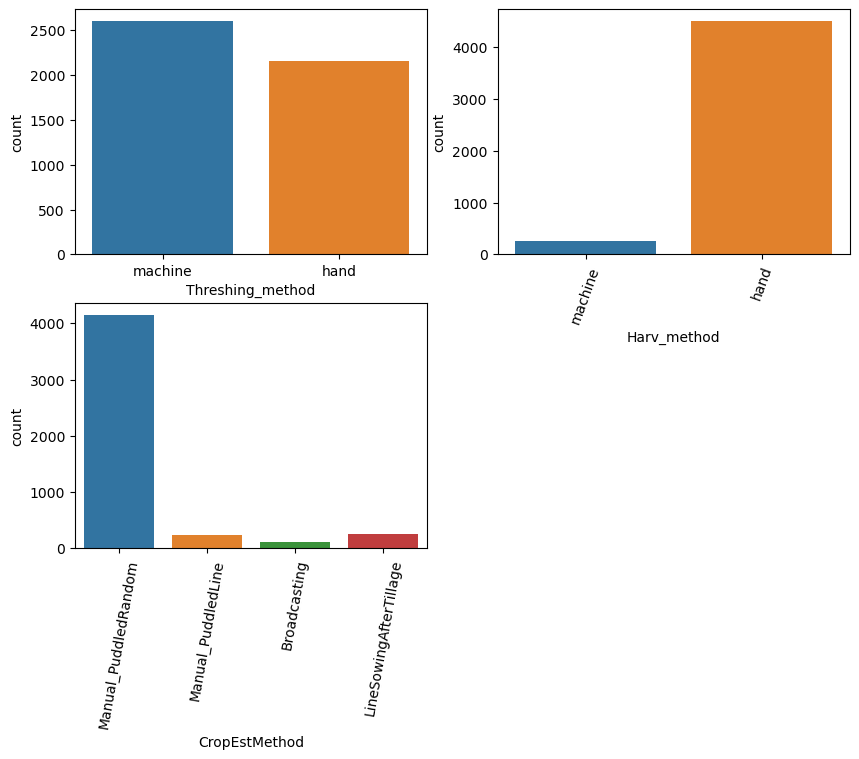 2500
2000
1500
1000
500
0
count
machine
hand
Threshing_method
4000
3000
2000
1000
0
count
machine
hand
Harv_method
4000
3000
2000
1000
0
count
Manual_PuddledRandom
Manual_PuddledLine
Broadcasting
LineSowingAfterTillage
CropEstMethod